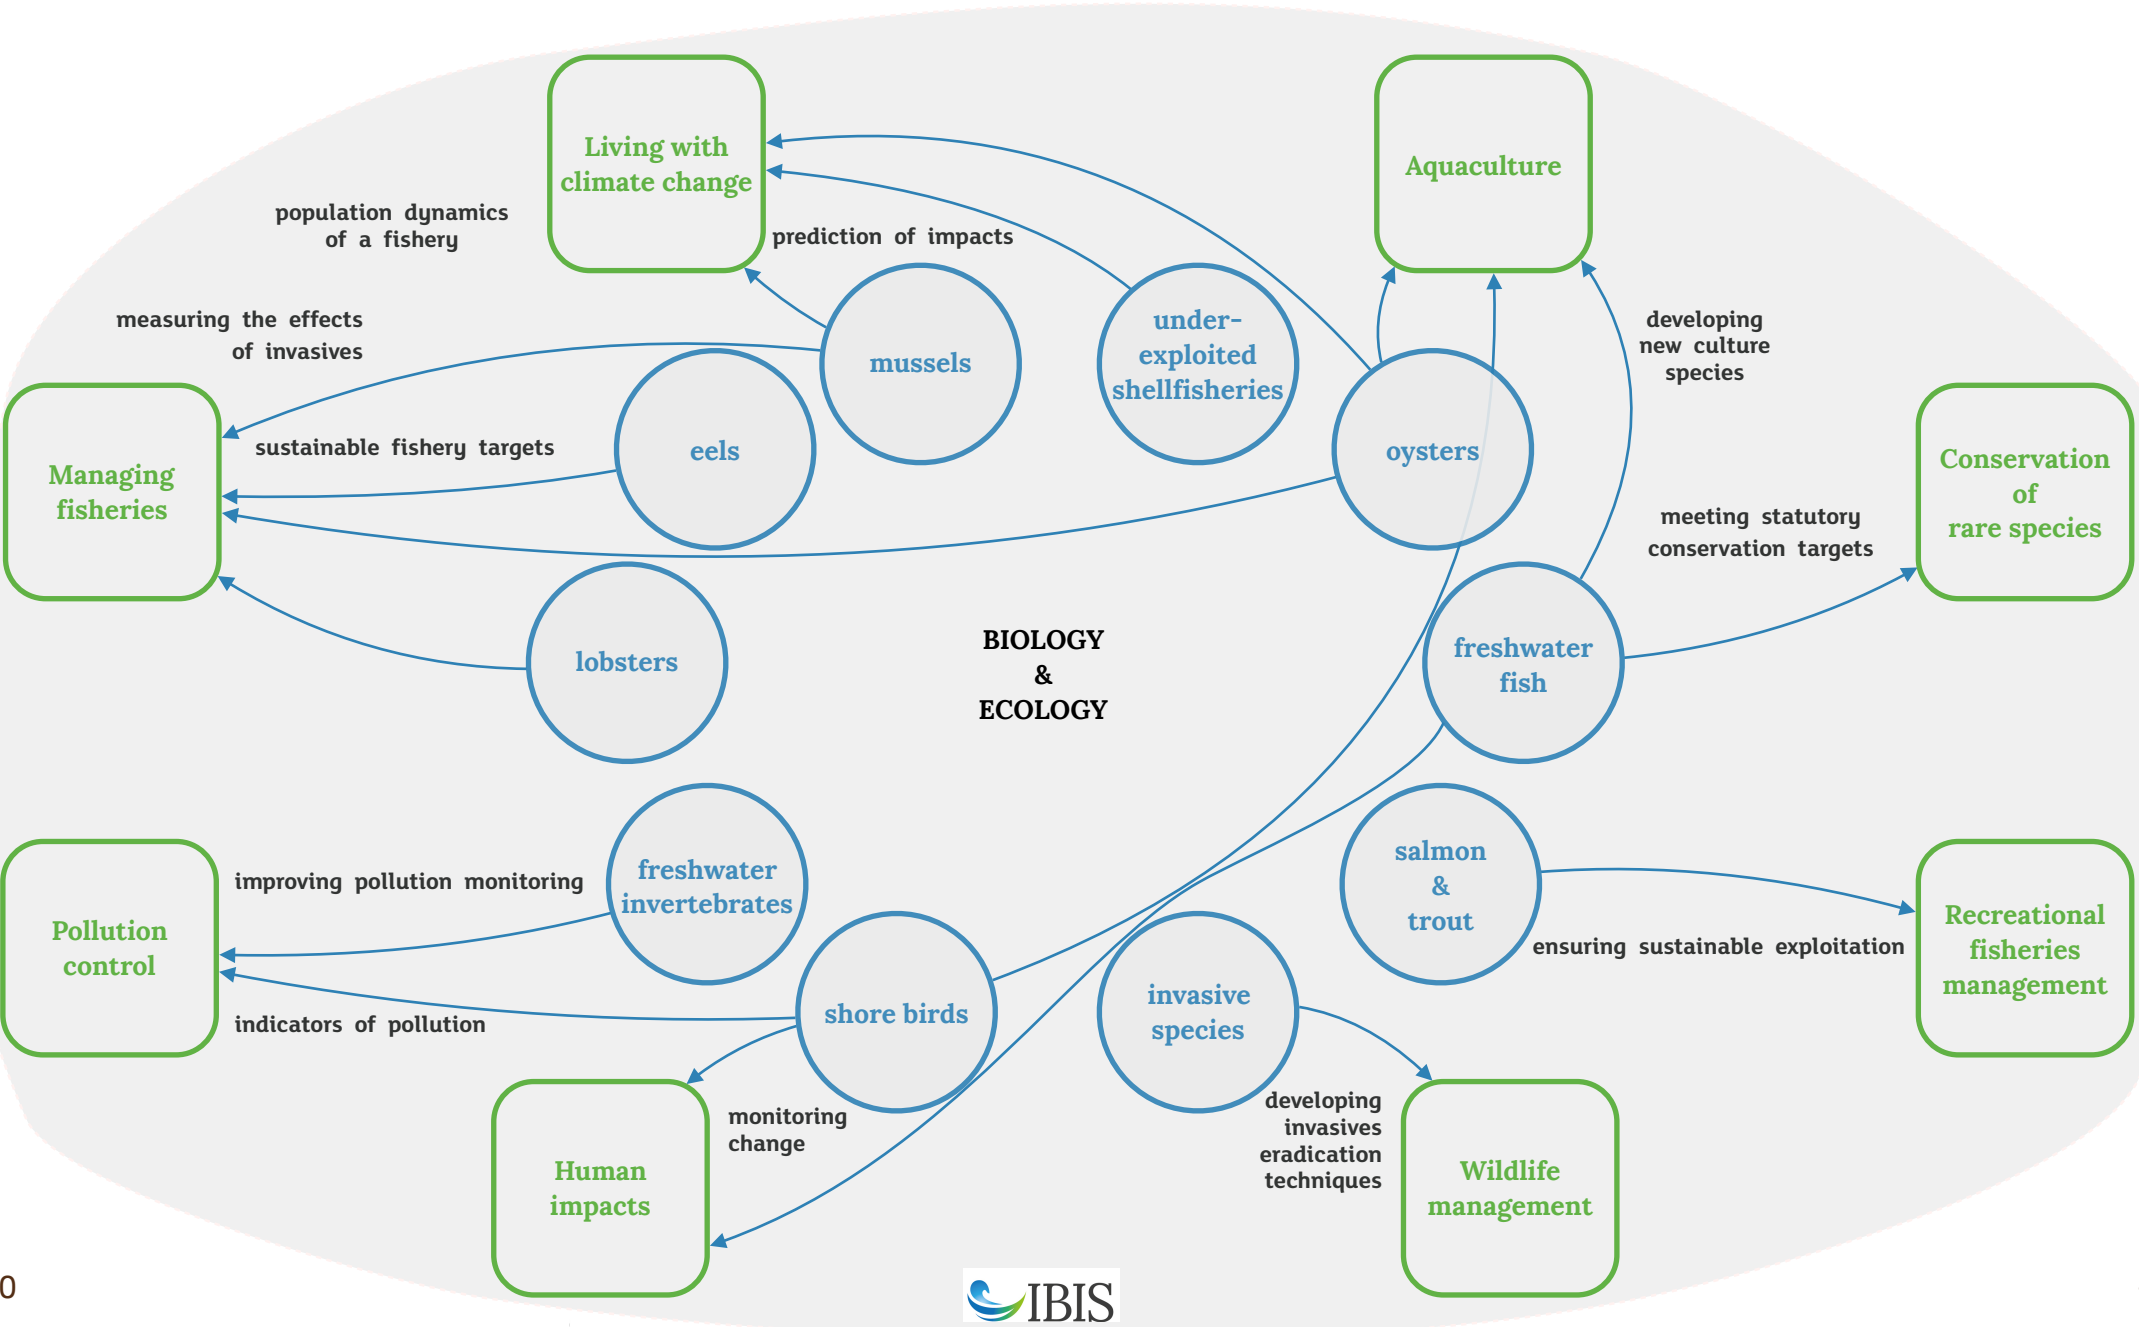 Living with
climate change
Aquaculture
population dynamics
of a fishery
prediction of impacts
measuring the effects
of invasives
mussels
under-
exploited
shellfisheries
developing
new culture
species
Managing
fisheries
sustainable fishery targets
eels
oysters
Conservation
of
rare species
meeting statutory
conservation targets
lobsters
BIOLOGY
&
ECOLOGY
freshwater
fish
Pollution
control
improving pollution monitoring
freshwater
invertebrates
salmon
&
trout
Recreational
fisheries
management
ensuring sustainable exploitation
indicators of pollution
shore birds
invasive
species
monitoring
change
Human
impacts
developing
invasives
eradication
techniques
Wildlife
management
0
IBIS